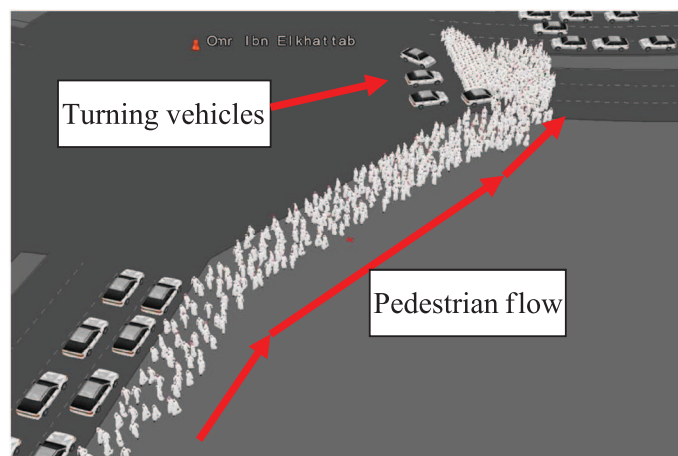 Omr Ibn Elkhattab
Turning vehicles
Pedestrian flow